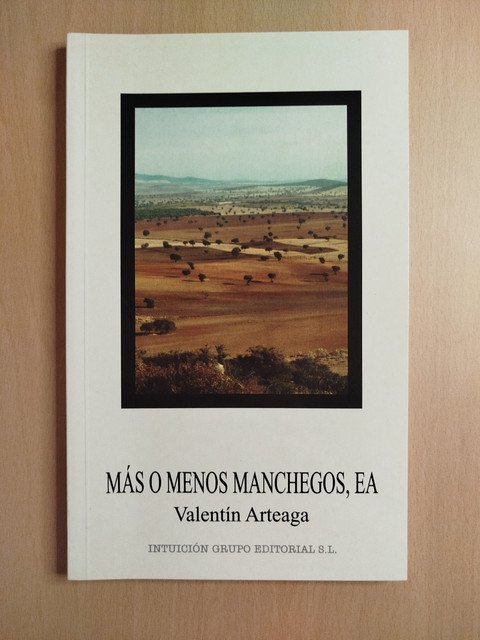 MÁS O MENOS MANCHEGOS, EA
Valentín Arteaga
INTUICIÓN GRUPO EDITORIAL S.L.